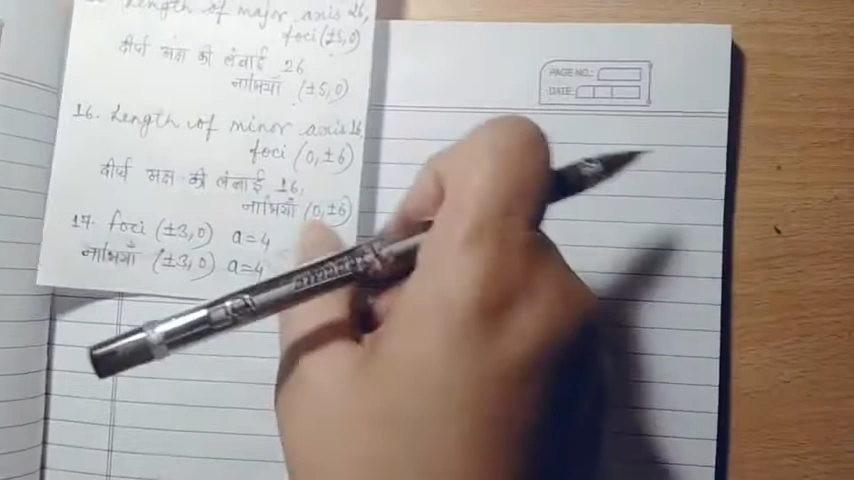 Length of major axis 26,
foci (±5,0)
दीर्घ अक्ष की लंबाई 26
नाभियाँ (±5,0)
16. Length of minor axis 16,
foci (0,±6)
दीर्घ अक्ष की लंबाई 16,
नाभियाँ (0,±6)
17. foci (±3,0) a=4
नाभियाँ (±3,0) a=4
PAGE NO.:
DATE: